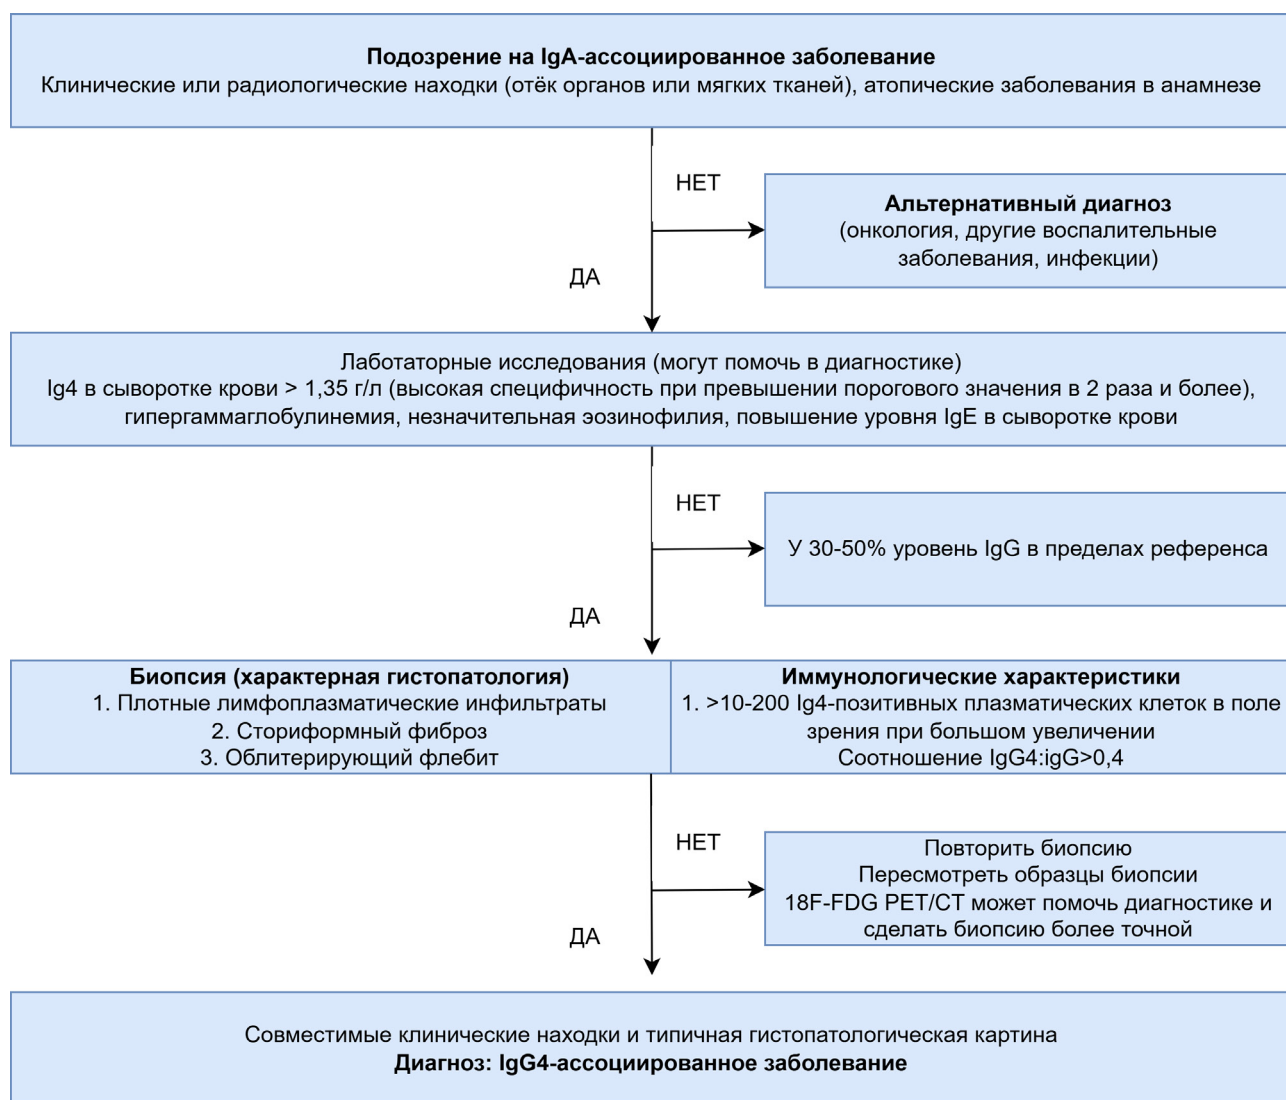 Подозрение на IgA-ассоциированное заболевание
Клинические или радиологические находки (отёк органов или мягких тканей), атопические заболевания в анамнезе
НЕТ
Альтернативный диагноз
(онкология, другие воспалительные
заболевания, инфекции)
ДА
Лаботаторные исследования (могут помочь в диагностике)
Ig4 в сыворотке крови > 1,35 г/л (высокая специфичность при превышении порогового значения в 2 раза и более),
гипергаммаглобулинемия, незначительная эозинофилия, повышение уровня IgE в сыворотке крови
НЕТ
У 30-50% уровень IgG в пределах референса
ДА
Биопсия (характерная гистопатология)
1. Плотные лимфоплазматические инфильтраты
2. Сториформный фиброз
3. Облитерирующий флебит
Иммунологические характеристики
1. >10-200 Ig4-позитивных плазматических клеток в поле
зрения при большом увеличении
Соотношение IgG4:igG>0,4
НЕТ
Повторить биопсию
Пересмотреть образцы биопсии
18F-FDG PET/CT может помочь диагностике и
сделать биопсию более точной
ДА
Совместимые клинические находки и типичная гистопатологическая картина
Диагноз: IgG4-ассоциированное заболевание